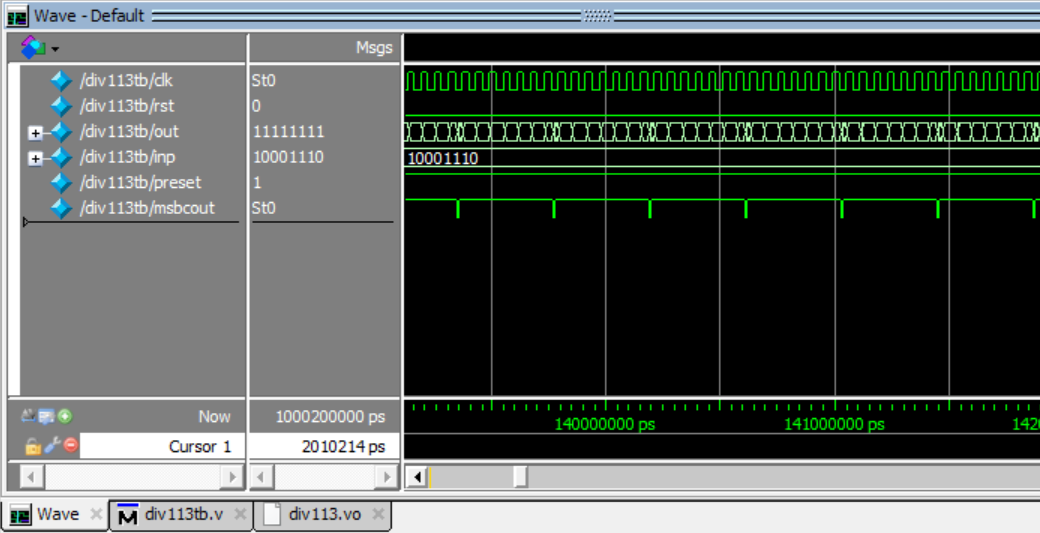 Wave - Default
Msgs
/div113tb/clk St0
/div113tb/rst 0
/div113tb/out 11111111
/div113tb/inp 10001110 10001110
/div113tb/preset 1
/div113tb/msbcout St0
Now 1000200000 ps 140000000 ps 141000000 ps 142
Cursor 1 2010214 ps
Wave div113tb.v div113.vo